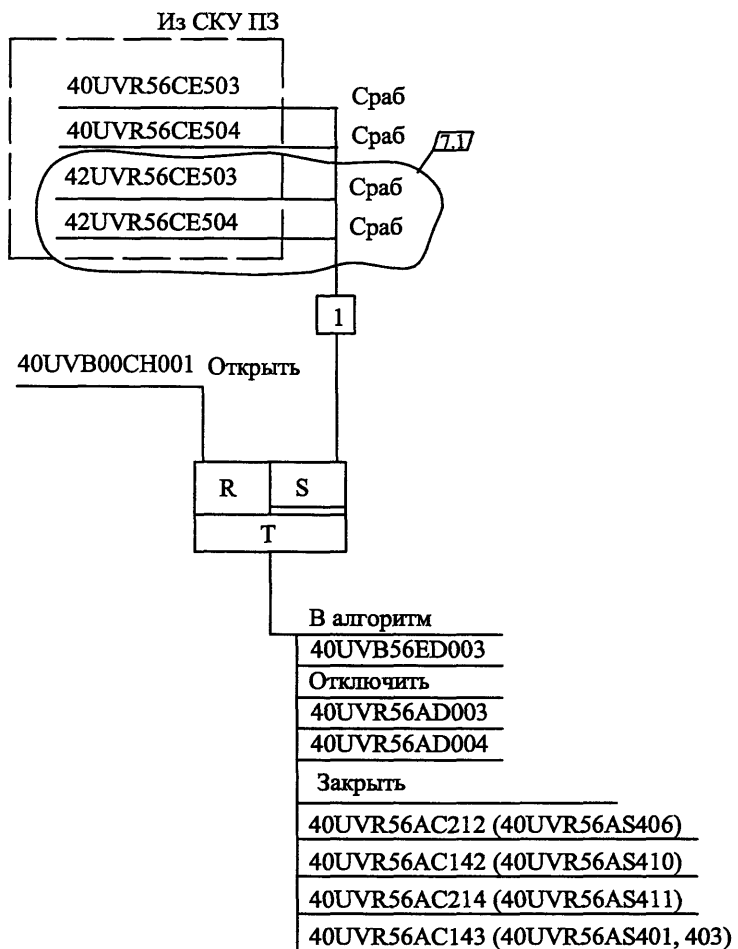 Из СКУ ПЗ
40UVR56CE503
Сраб
40UVR56CE504
Сраб
7.1
42UVR56CE503
Сраб
42UVR56CE504
Сраб
1
40UVB00CH001 Открыть
R S
T
В алгоритм
40UVB56ED003
Отключить
40UVR56AD003
40UVR56AD004
Закрыть
40UVR56AC212 (40UVR56AS406)
40UVR56AC142 (40UVR56AS410)
40UVR56AC214 (40UVR56AS411)
40UVR56AC143 (40UVR56AS401, 403)